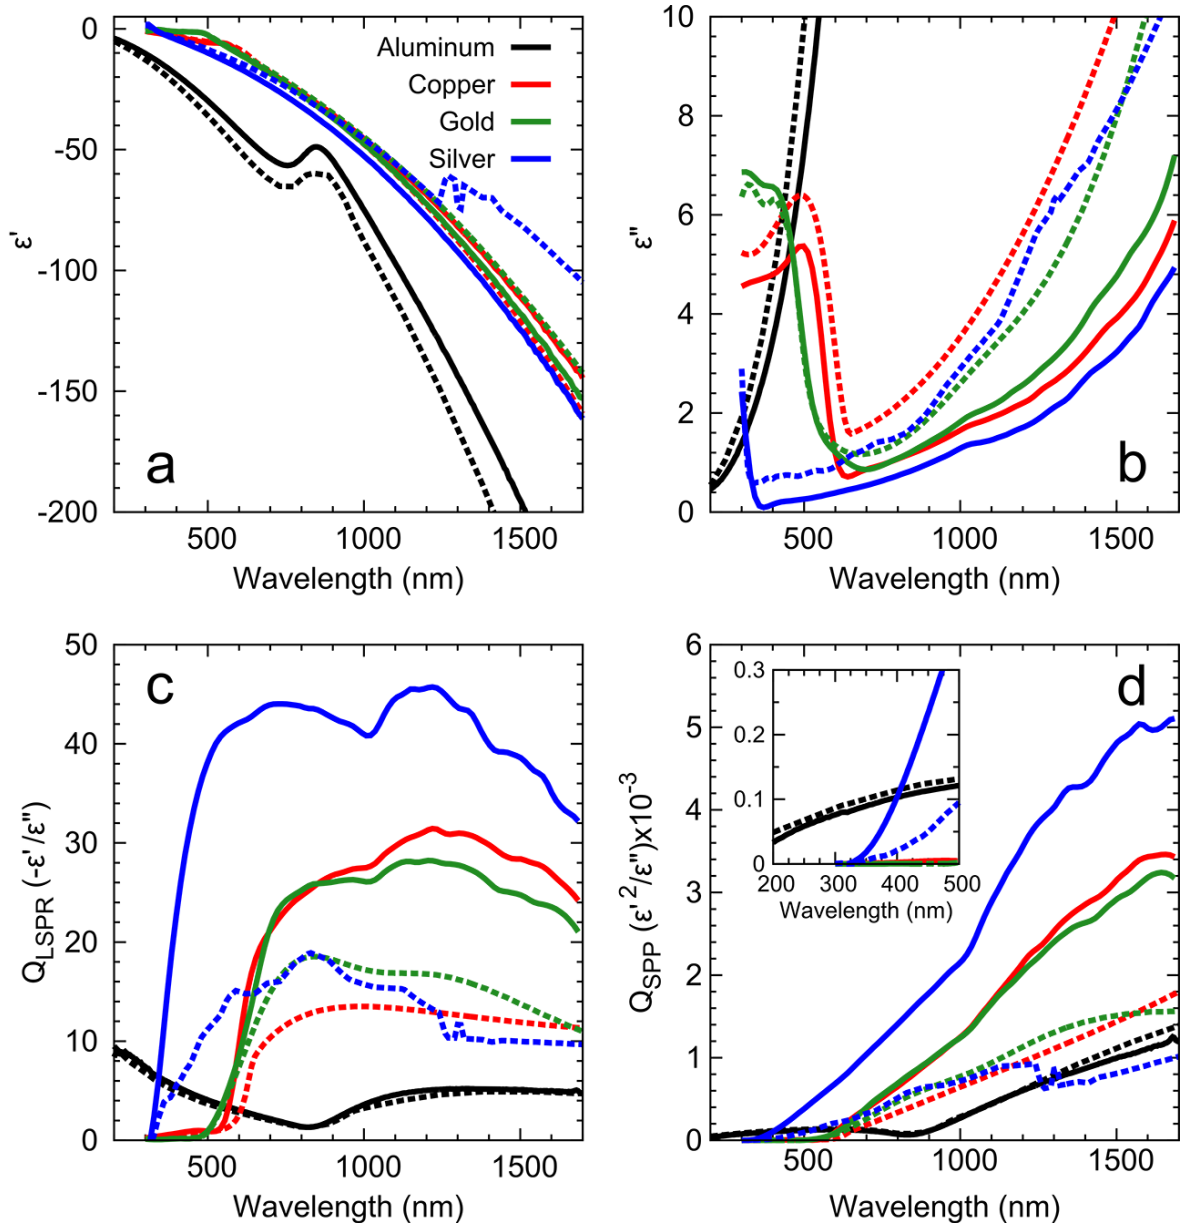 0
-50
-100
-150
-200
ε'
Aluminum
Copper
Gold
Silver
a
500
1000
1500
Wavelength (nm)
10
8
6
4
2
0
ε"
b
500
1000
1500
Wavelength (nm)
50
40
30
20
10
0
Q_LSPR (-ε'/ε")
c
500
1000
1500
Wavelength (nm)
6
5
4
3
2
1
0
Q_SPP (ε'^2/ε")x10^-3
d
0.3
0.2
0.1
0
200
300
400
500
Wavelength (nm)
500
1000
1500
Wavelength (nm)